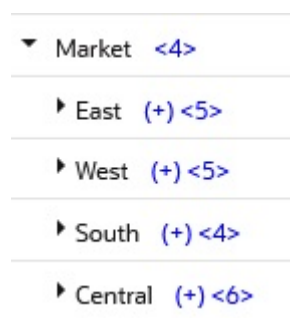 Market <4>
East (+) <5>
West (+) <5>
South (+) <4>
Central (+) <6>